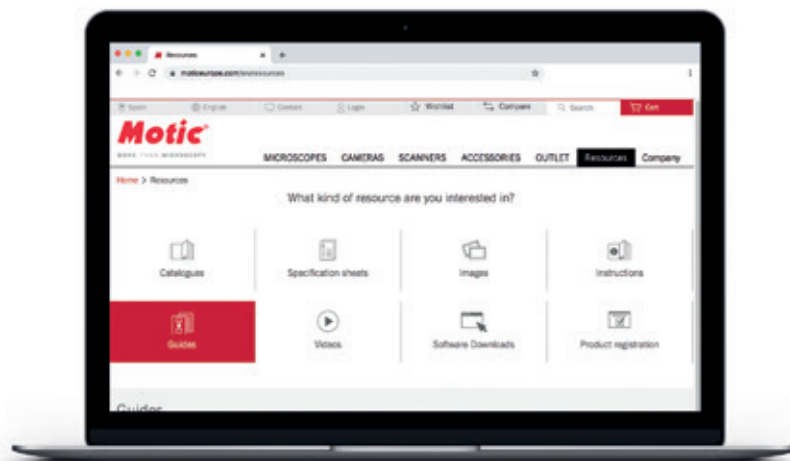 Resources
moticeurope.com/en/resources
Spain English Contact Login Wishlist Compare Search Cart
Motic
MORE THAN MICROSCOPY
MICROSCOPES CAMERAS SCANNERS ACCESSORIES OUTLET Resources Company
Home > Resources
What kind of resource are you interested in?
Catalogues Specification sheets Images Instructions
Guides Videos Software Downloads Product registration
Guides